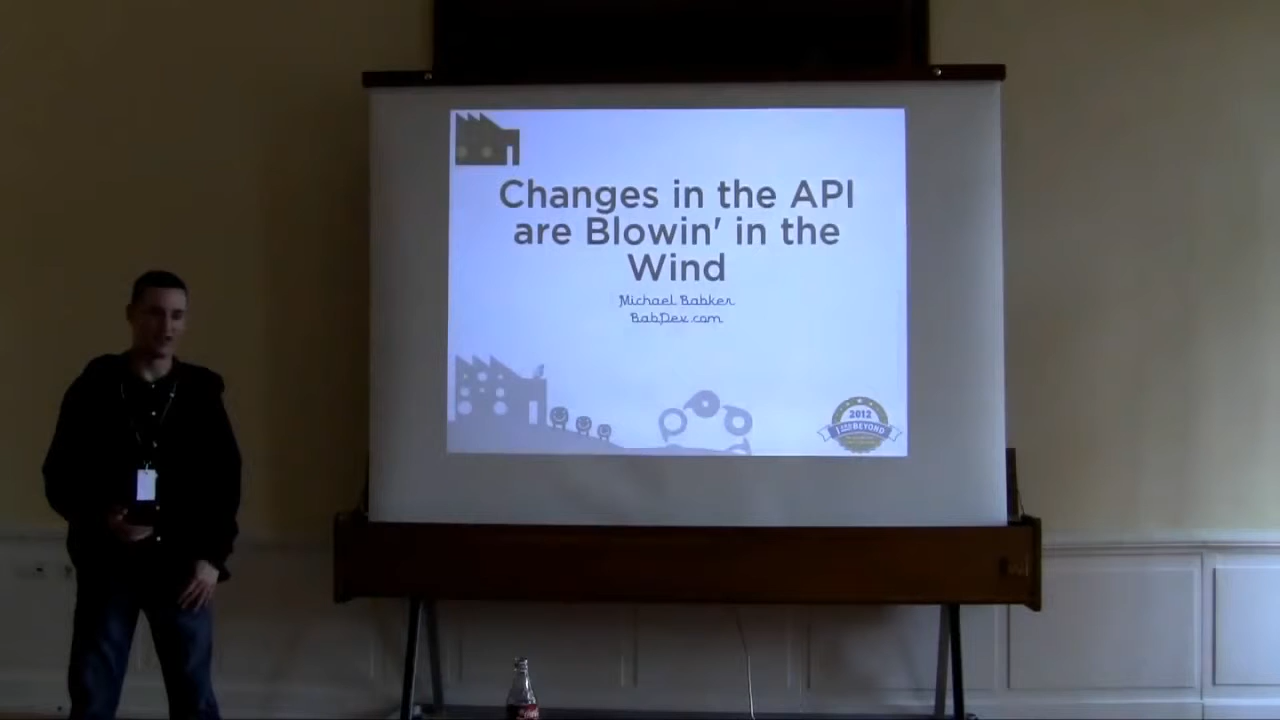 Changes in the API
are Blowin' in the
Wind
Michael Babker
BabDev.com
2012
BEYOND